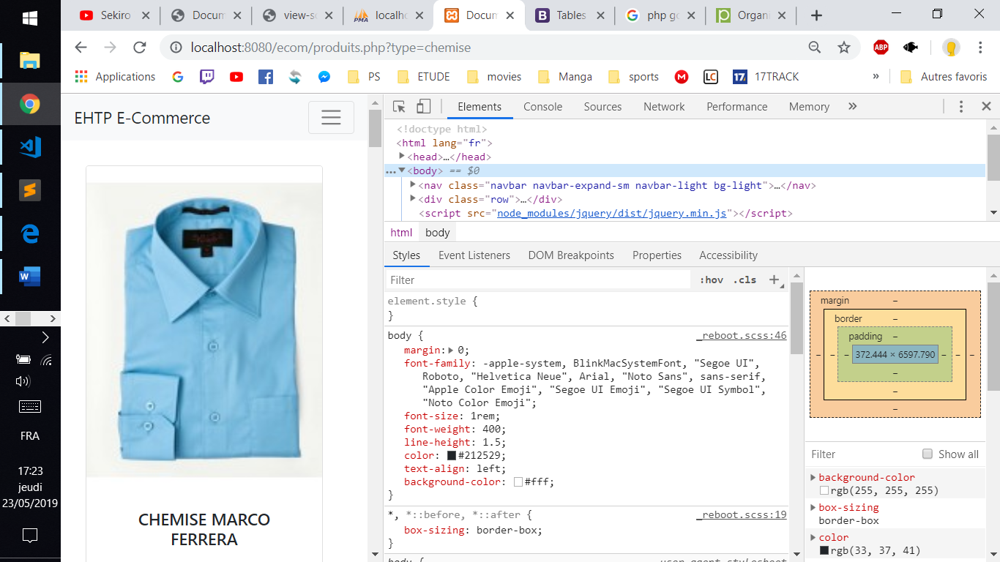 Sekiro
Docum
view-so
localho
Docum
Tables
php go
Organi
localhost:8080/ecom/produits.php?type=chemise
ABP
Applications
PS
ETUDE
movies
Manga
sports
M
LC
17
17TRACK
»
Autres favoris
EHTP E-Commerce
CHEMISE MARCO
FERRERA
Elements
Console
Sources
Network
Performance
Memory
»
<!doctype html>
<html lang="fr">
<head>…</head>
…<body> == $0
<nav class="navbar navbar-expand-sm navbar-light bg-light">…</nav>
<div class="row">…</div>
<script src="node_modules/jquery/dist/jquery.min.js"></script>
html
body
Styles
Event Listeners
DOM Breakpoints
Properties
Accessibility
Filter
:hov
.cls
element.style {
}
body {
_reboot.scss:46
margin: 0;
font-family: -apple-system, BlinkMacSystemFont, "Segoe UI",
Roboto, "Helvetica Neue", Arial, "Noto Sans", sans-serif,
"Apple Color Emoji", "Segoe UI Emoji", "Segoe UI Symbol",
"Noto Color Emoji";
font-size: 1rem;
font-weight: 400;
line-height: 1.5;
color: #212529;
text-align: left;
background-color: #fff;
}
*, *::before, *::after {
_reboot.scss:19
box-sizing: border-box;
}
body {
user agent stylesheet
margin
–
border
–
padding
–
– – – 372.444 × 6597.790 – – –
–
–
–
Filter
Show all
background-color
rgb(255, 255, 255)
box-sizing
border-box
color
rgb(33, 37, 41)
FRA
17:23
jeudi
23/05/2019